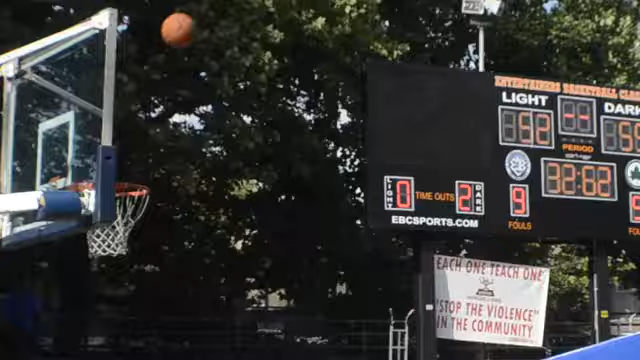 ENTERTAINERS BASKETBALL CLASSIC
LIGHT
DARK
52
PERIOD
LIGHT 0 TIME OUTS 2 DARK
9
FOULS
EBCSPORTS.COM
EACH ONE TEACH ONE
"STOP THE VIOLENCE"
IN THE COMMUNITY